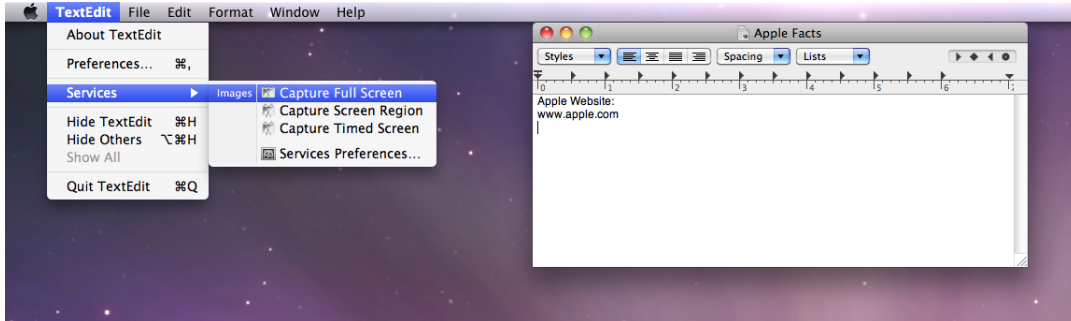 TextEdit File Edit Format Window Help
About TextEdit
Preferences... ⌘,
Services
Hide TextEdit ⌘H
Hide Others ⌥⌘H
Show All
Quit TextEdit ⌘Q
Images Capture Full Screen
Capture Screen Region
Capture Timed Screen
Services Preferences...
Apple Facts
Styles Spacing Lists
0 1 2 3 4 5 6 7
Apple Website:
www.apple.com